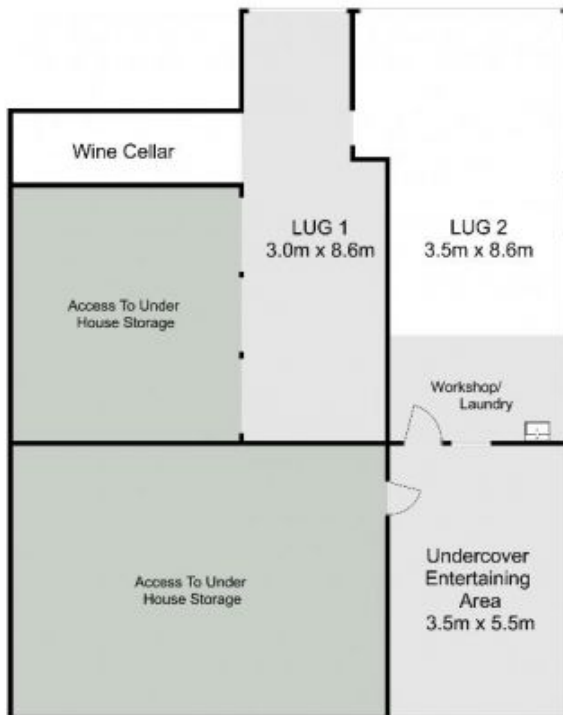 Wine Cellar
LUG 1
3.0m x 8.6m
LUG 2
3.5m x 8.6m
Access To Under
House Storage
Workshop/
Laundry
Access To Under
House Storage
Undercover
Entertaining
Area
3.5m x 5.5m